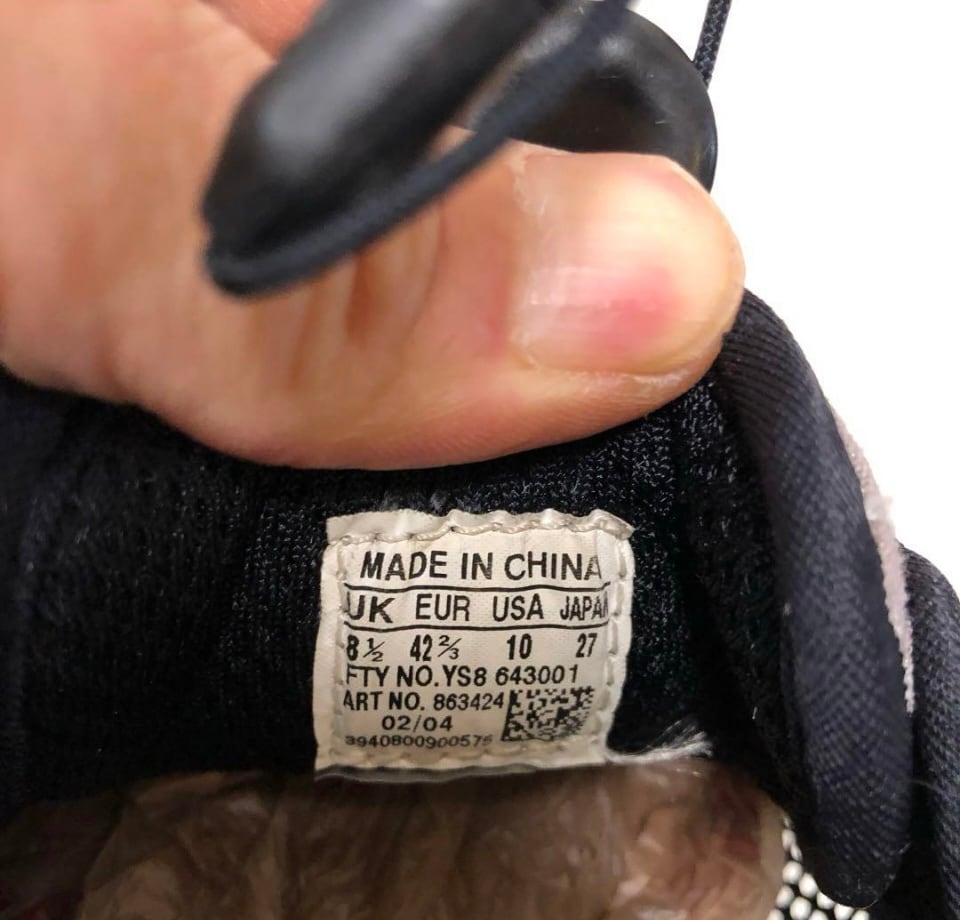 MADE IN CHINA
UK EUR USA JAPAN
8½ 42⅔ 10 27
FTY NO. YS8 643001
ART NO. 863424
02/04
3940800900576